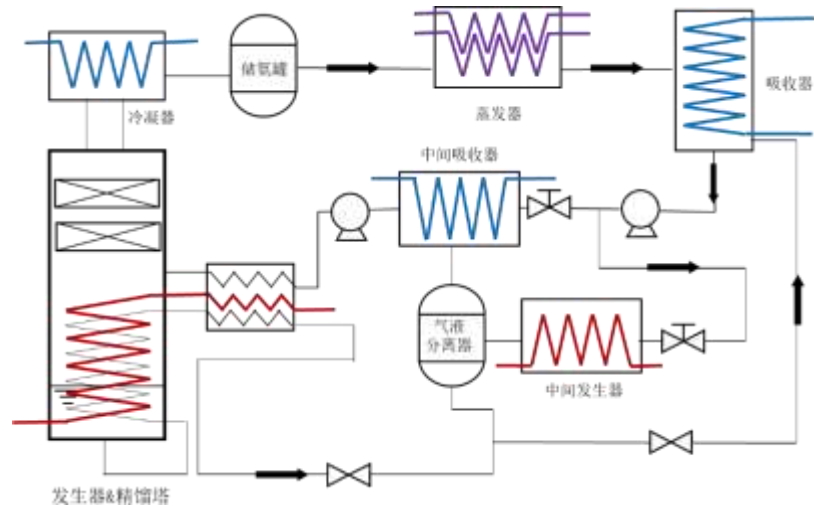 储氨罐
冷凝器
蒸发器
吸收器
中间吸收器
气液
分离器
中间发生器
发生器&精馏塔